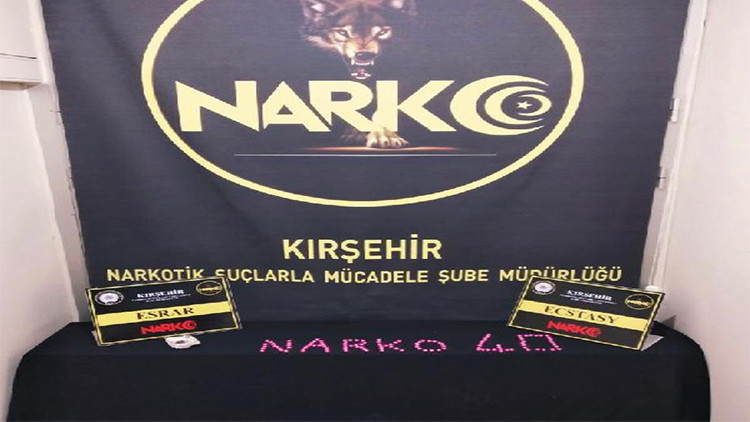 NARKO
KIRŞEHİR
NARKOTİK SUÇLARLA MÜCADELE ŞUBE MÜDÜRLÜĞÜ
KIRŞEHİR
ESRAR
NARKO
KIRŞEHİR
ECSTASY
NARKO
NARKO 40